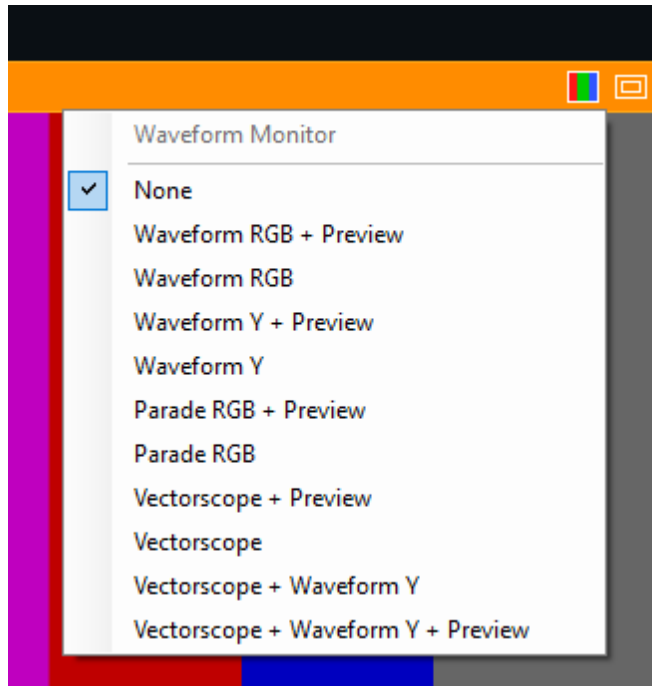 Waveform Monitor
None
Waveform RGB + Preview
Waveform RGB
Waveform Y + Preview
Waveform Y
Parade RGB + Preview
Parade RGB
Vectorscope + Preview
Vectorscope
Vectorscope + Waveform Y
Vectorscope + Waveform Y + Preview